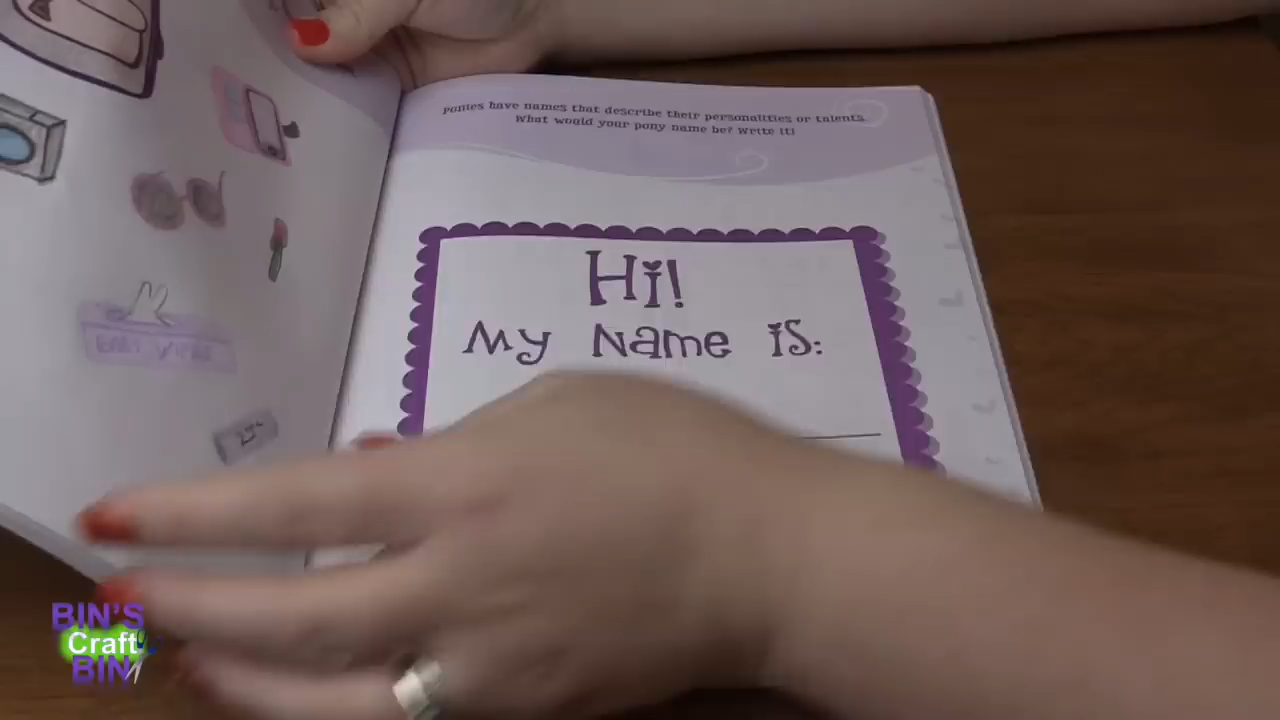 Ponies have names that describe their personalities or talents.
What would your pony name be? Write it!
Hi!
My Name is:
BIN'S
Craft
BIN